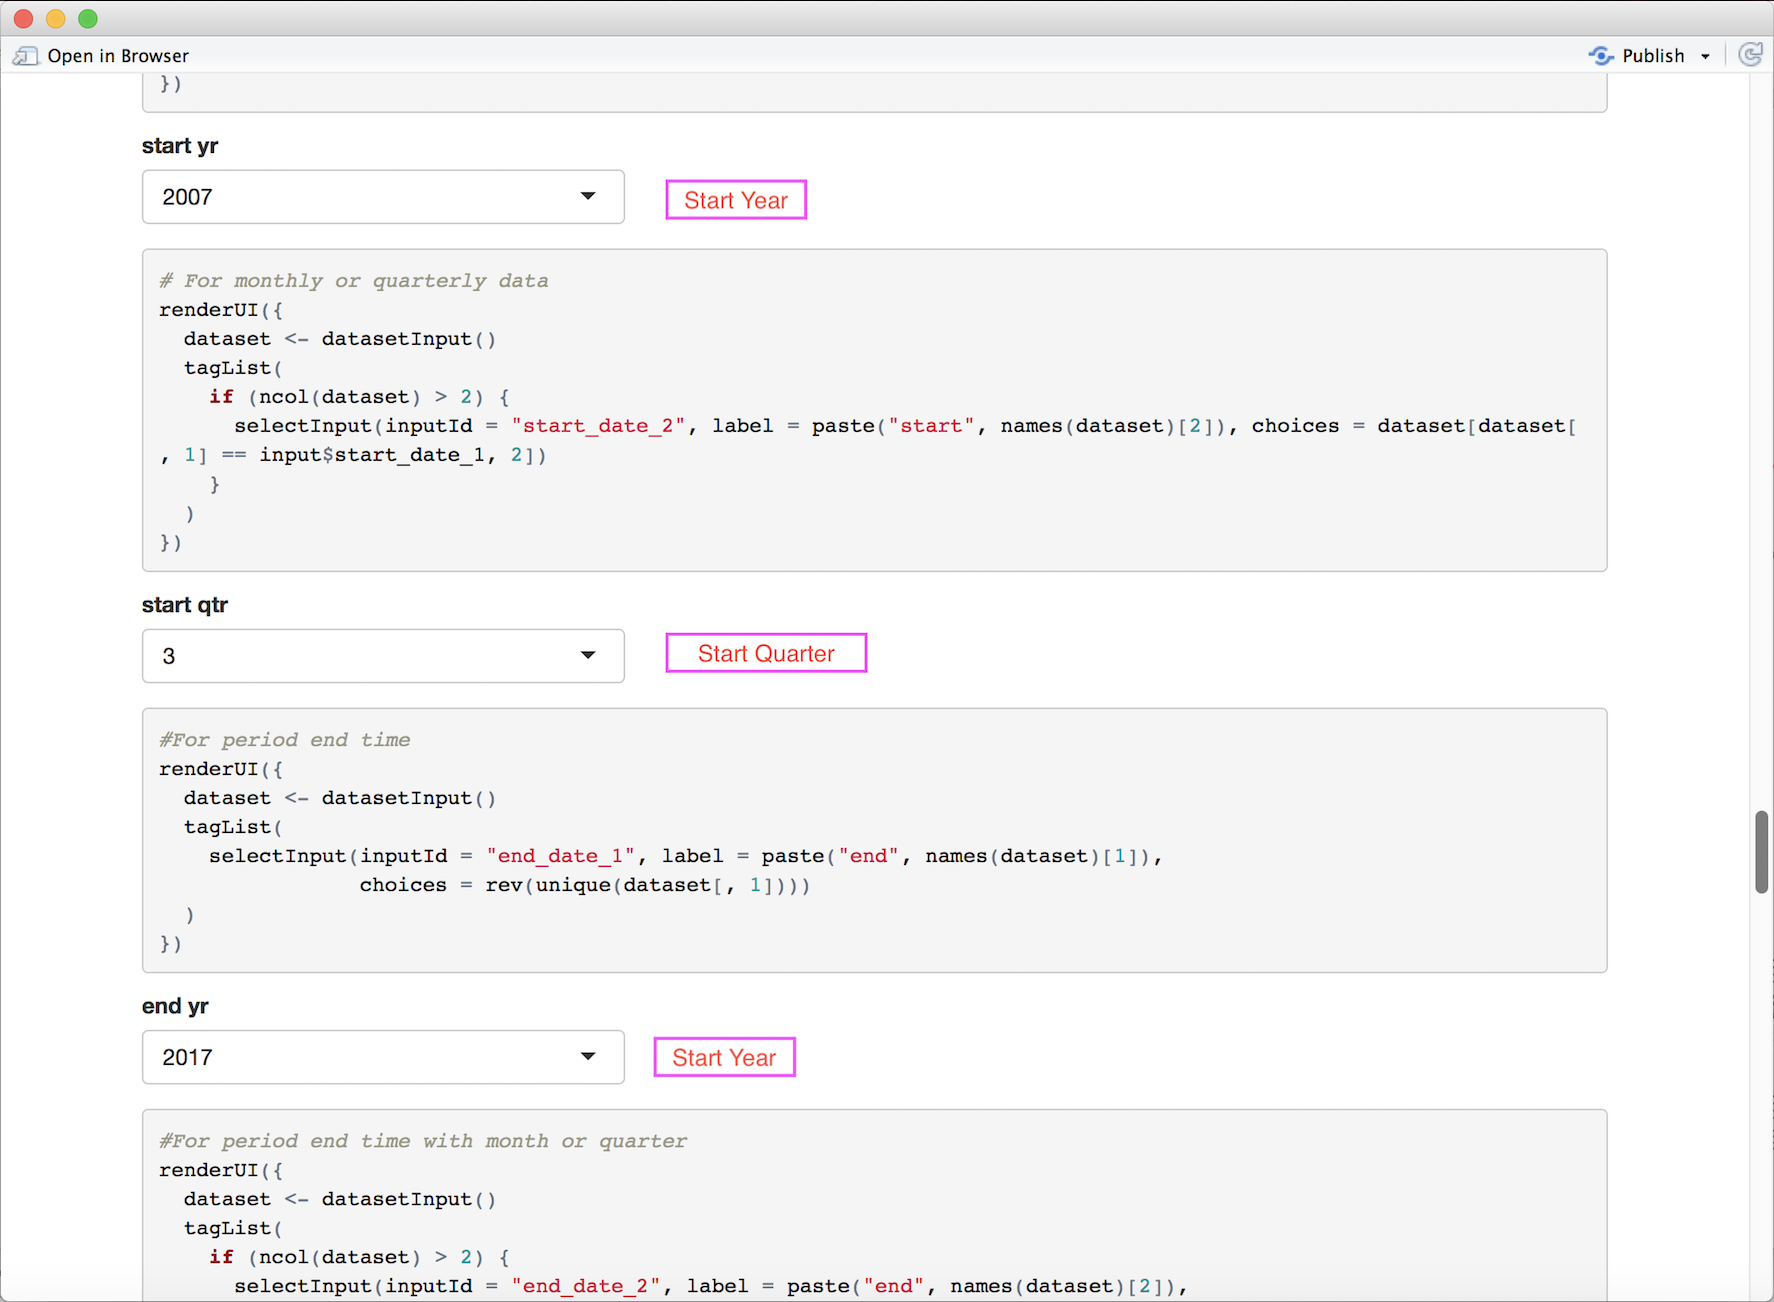 Open in Browser
Publish
})
start yr
2007
Start Year
# For monthly or quarterly data
renderUI({
  dataset <- datasetInput()
  tagList(
    if (ncol(dataset) > 2) {
      selectInput(inputId = "start_date_2", label = paste("start", names(dataset)[2]), choices = dataset[dataset[
, 1] == input$start_date_1, 2])
    }
  )
})
start qtr
3
Start Quarter
#For period end time
renderUI({
  dataset <- datasetInput()
  tagList(
    selectInput(inputId = "end_date_1", label = paste("end", names(dataset)[1]),
                choices = rev(unique(dataset[, 1])))
  )
})
end yr
2017
Start Year
#For period end time with month or quarter
renderUI({
  dataset <- datasetInput()
  tagList(
    if (ncol(dataset) > 2) {
      selectInput(inputId = "end_date_2", label = paste("end", names(dataset)[2]),